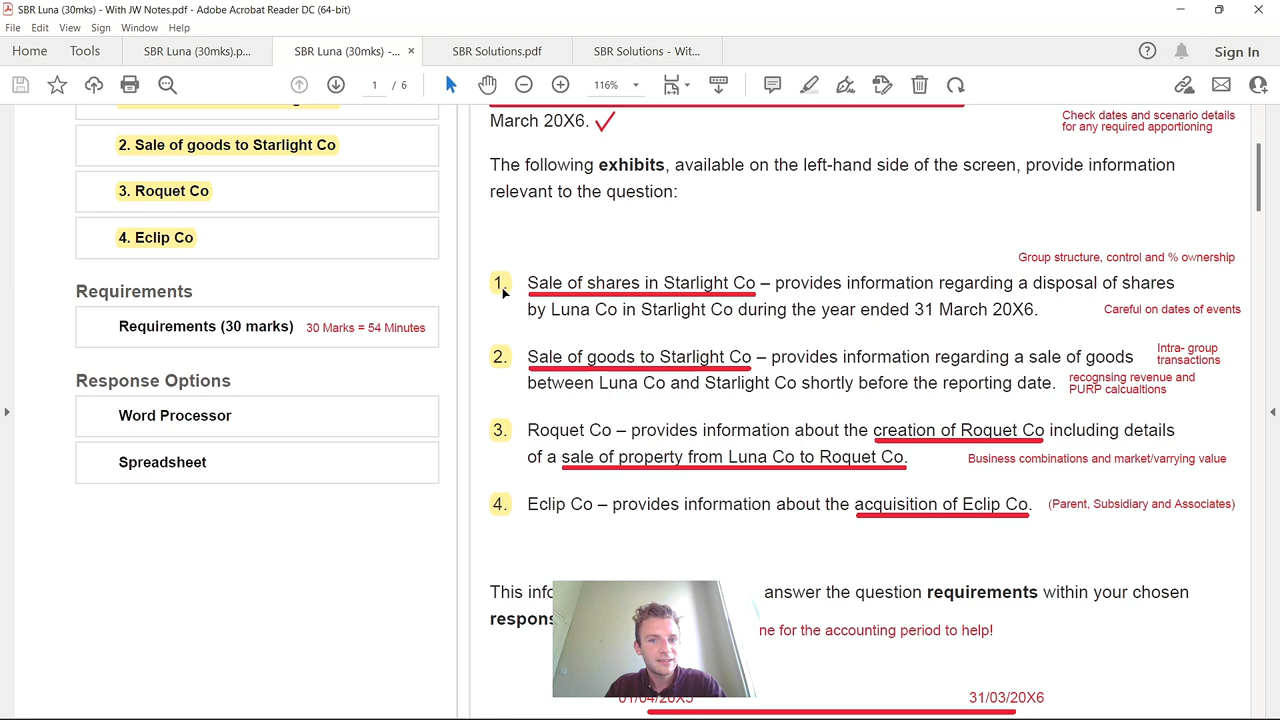 SBR Luna (30mks) - With JW Notes.pdf - Adobe Acrobat Reader DC (64-bit)
File Edit View Sign Window Help
Home Tools SBR Luna (30mks).p... SBR Luna (30mks) -... × SBR Solutions.pdf SBR Solutions - Wit... Sign In
1 / 6 116%
2. Sale of goods to Starlight Co
3. Roquet Co
4. Eclip Co
Requirements
Requirements (30 marks) 30 Marks = 54 Minutes
Response Options
Word Processor
Spreadsheet
March 20X6.
Check dates and scenario details
for any required apportioning
The following exhibits, available on the left-hand side of the screen, provide information
relevant to the question:
Group structure, control and % ownership
1. Sale of shares in Starlight Co – provides information regarding a disposal of shares
by Luna Co in Starlight Co during the year ended 31 March 20X6. Careful on dates of events
2. Sale of goods to Starlight Co – provides information regarding a sale of goods
Intra- group
transactions
between Luna Co and Starlight Co shortly before the reporting date.
recognsing revenue and
PURP calcualtions
3. Roquet Co – provides information about the creation of Roquet Co including details
of a sale of property from Luna Co to Roquet Co. Business combinations and market/varrying value
4. Eclip Co – provides information about the acquisition of Eclip Co. (Parent, Subsidiary and Associates)
This info answer the question requirements within your chosen
respons
ne for the accounting period to help!
01/04/20X5 31/03/20X6